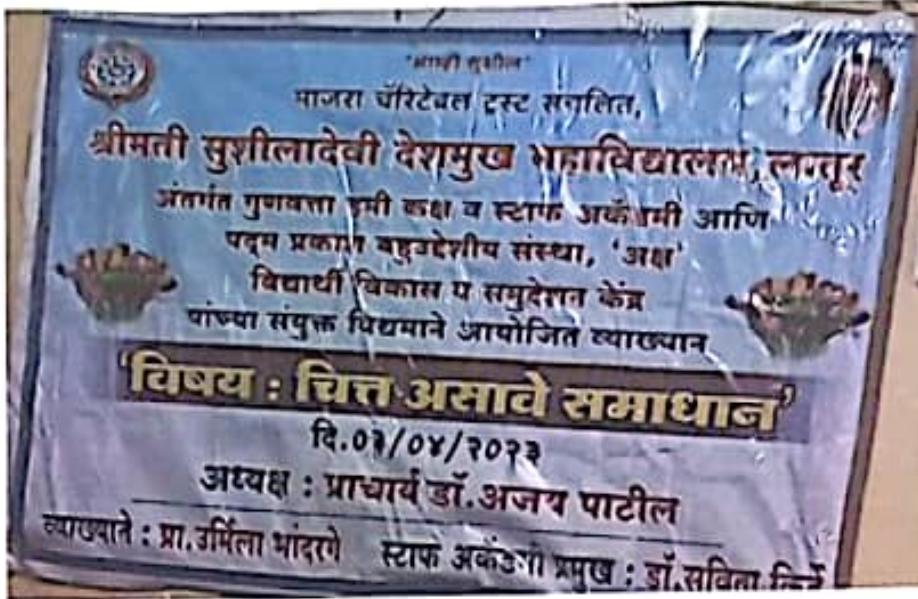 मांजरा चॅरिटेबल ट्रस्ट संचलित,
श्रीमती सुशीलादेवी देशमुख महाविद्यालय, लातूर
अंतर्गत गुणवत्ता हमी कक्ष व स्टाफ अकॅडमी आणि
पद्म प्रकाश बहुउद्देशीय संस्था, 'अक्ष'
विद्यार्थी विकास व समुदेशन केंद्र
यांच्या संयुक्त विद्यमाने आयोजित व्याख्यान
'विषय : चित्त असावे समाधान'
दि.०३/०४/२०२३
अध्यक्ष : प्राचार्य डॉ.अजय पाटील
व्याख्याते : प्रा.उर्मिला भांदरगे स्टाफ अकॅडमी प्रमुख : डॉ.सविता